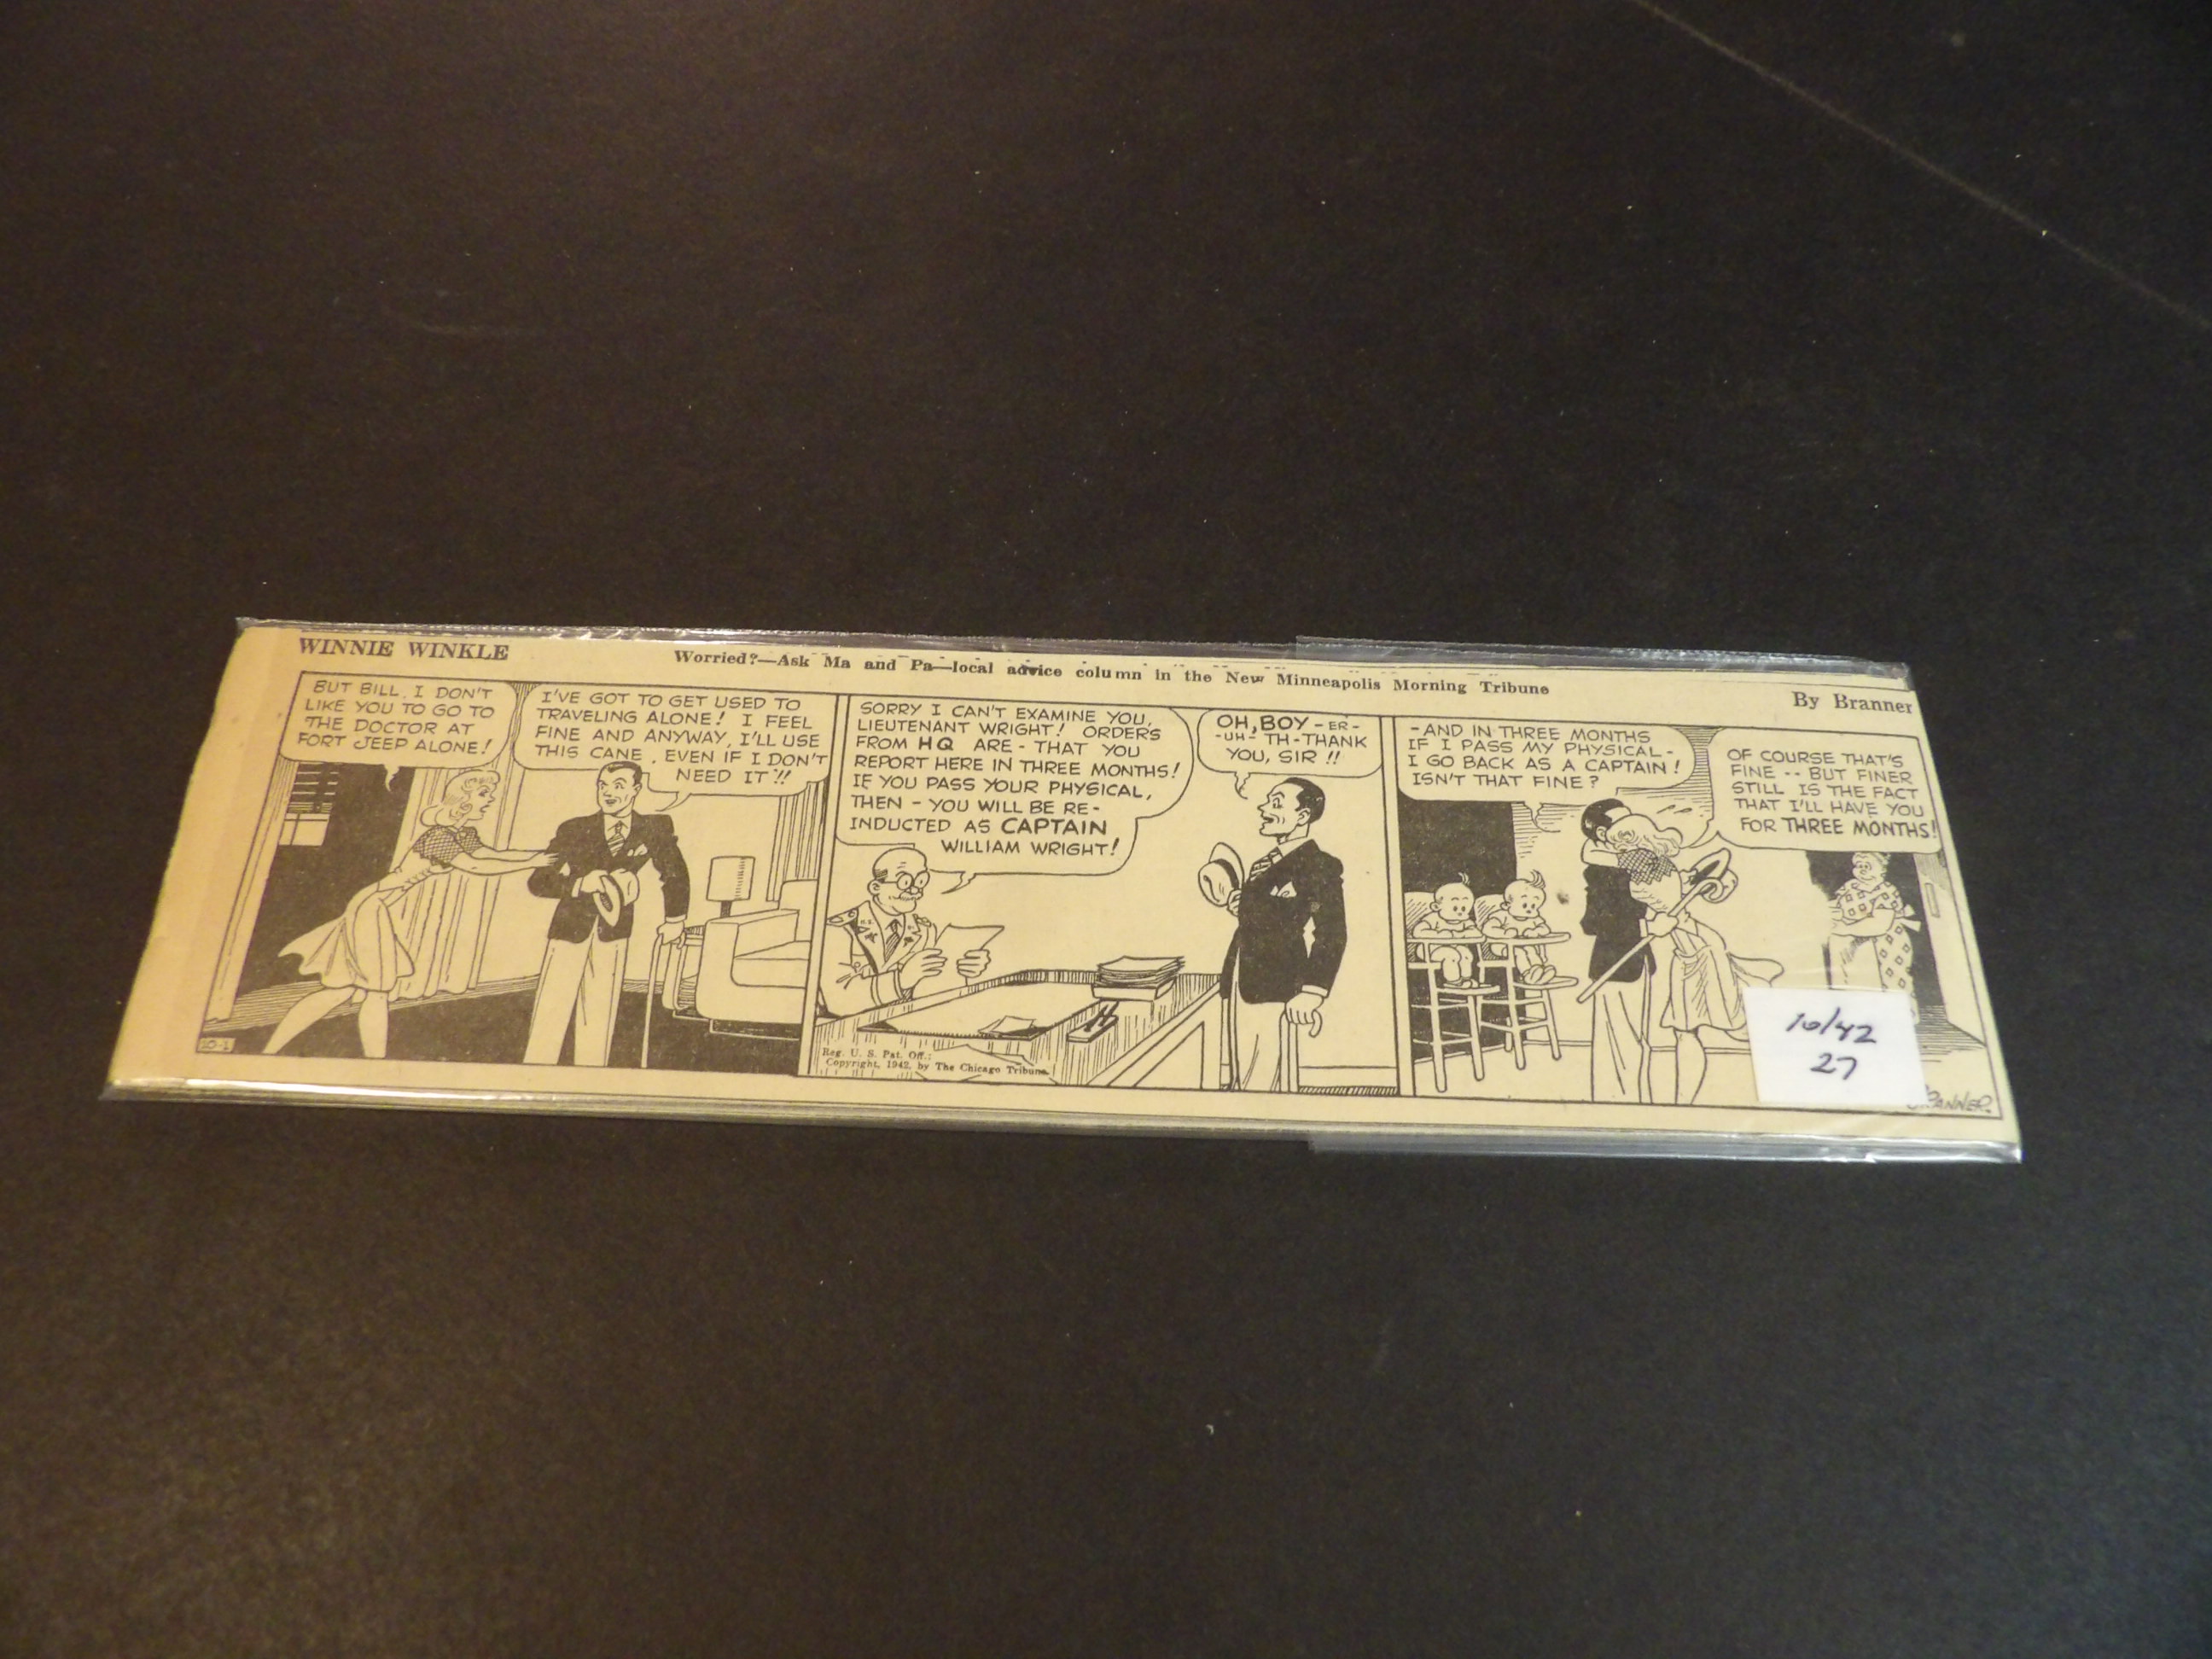 WINNIE WINKLE
Worried?—Ask Ma and Pa—local advice column in the New Minneapolis Morning Tribune
By Branner
BUT BILL, I DON'T
LIKE YOU TO GO TO
THE DOCTOR AT
FORT JEEP ALONE!
I'VE GOT TO GET USED TO
TRAVELING ALONE! I FEEL
FINE AND ANYWAY, I'LL USE
THIS CANE, EVEN IF I DON'T
NEED IT!!
10-1
SORRY I CAN'T EXAMINE YOU,
LIEUTENANT WRIGHT! ORDERS
FROM HQ ARE - THAT YOU
REPORT HERE IN THREE MONTHS!
IF YOU PASS YOUR PHYSICAL,
THEN - YOU WILL BE RE-
INDUCTED AS CAPTAIN
WILLIAM WRIGHT!
OH, BOY - ER -
-UH- TH-THANK
YOU, SIR!!
Reg. U. S. Pat. Off.:
Copyright, 1942, by The Chicago Tribune.
- AND IN THREE MONTHS
IF I PASS MY PHYSICAL -
I GO BACK AS A CAPTAIN!
ISN'T THAT FINE?
OF COURSE THAT'S
FINE -- BUT FINER
STILL IS THE FACT
THAT I'LL HAVE YOU
FOR THREE MONTHS!
10/42
27
BRANNER.